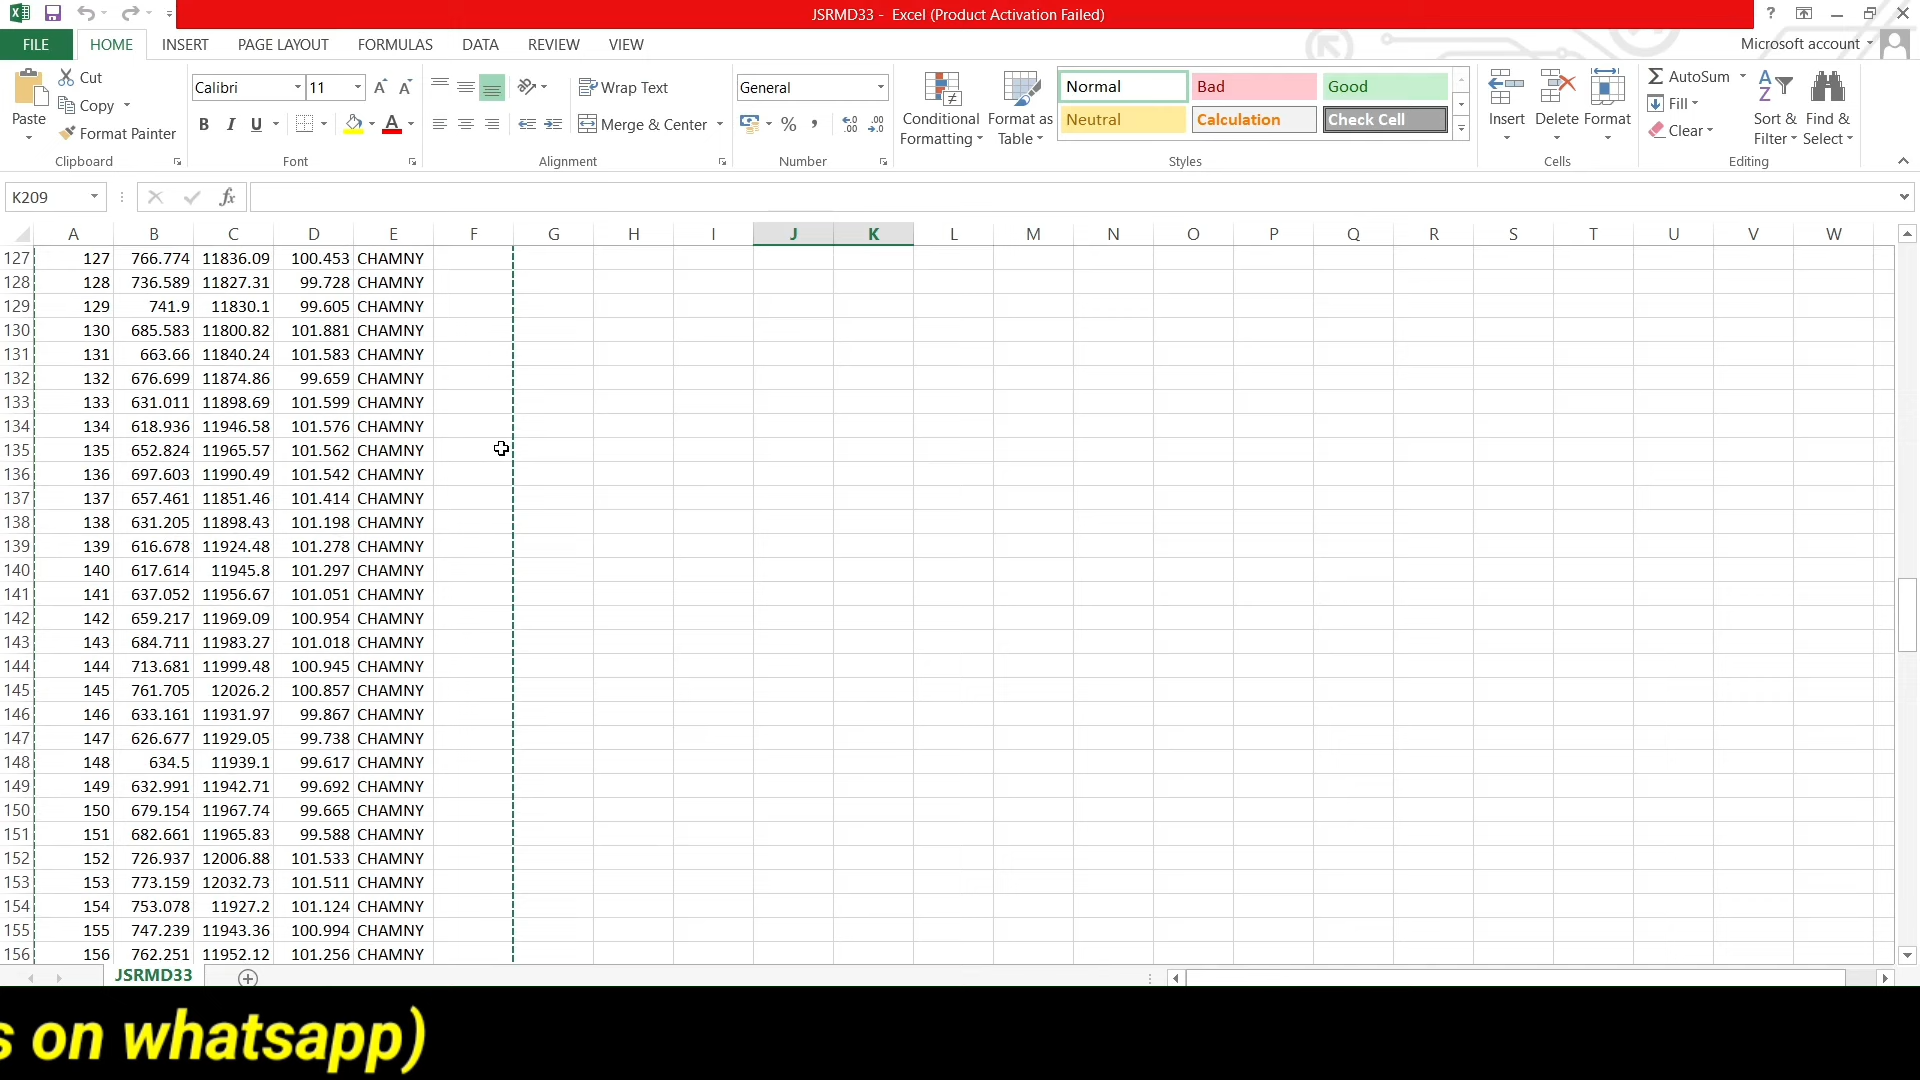 JSRMD33 - Excel (Product Activation Failed)
?
FILE HOME INSERT PAGE LAYOUT FORMULAS DATA REVIEW VIEW Microsoft account
Paste Cut Copy Format Painter Clipboard
Calibri 11 B I U A Font
Wrap Text Merge & Center Alignment
General % , Number
Conditional Formatting Format as Table
Normal Bad Good
Neutral Calculation Check Cell
Styles
Insert Delete Format Cells
AutoSum Fill Clear Sort & Filter Find & Select Editing
K209 fx
A B C D E F G H I J K L M N O P Q R S T U V W
127 127 766.774 11836.09 100.453 CHAMNY
128 128 736.589 11827.31 99.728 CHAMNY
129 129 741.9 11830.1 99.605 CHAMNY
130 130 685.583 11800.82 101.881 CHAMNY
131 131 663.66 11840.24 101.583 CHAMNY
132 132 676.699 11874.86 99.659 CHAMNY
133 133 631.011 11898.69 101.599 CHAMNY
134 134 618.936 11946.58 101.576 CHAMNY
135 135 652.824 11965.57 101.562 CHAMNY
136 136 697.603 11990.49 101.542 CHAMNY
137 137 657.461 11851.46 101.414 CHAMNY
138 138 631.205 11898.43 101.198 CHAMNY
139 139 616.678 11924.48 101.278 CHAMNY
140 140 617.614 11945.8 101.297 CHAMNY
141 141 637.052 11956.67 101.051 CHAMNY
142 142 659.217 11969.09 100.954 CHAMNY
143 143 684.711 11983.27 101.018 CHAMNY
144 144 713.681 11999.48 100.945 CHAMNY
145 145 761.705 12026.2 100.857 CHAMNY
146 146 633.161 11931.97 99.867 CHAMNY
147 147 626.677 11929.05 99.738 CHAMNY
148 148 634.5 11939.1 99.617 CHAMNY
149 149 632.991 11942.71 99.692 CHAMNY
150 150 679.154 11967.74 99.665 CHAMNY
151 151 682.661 11965.83 99.588 CHAMNY
152 152 726.937 12006.88 101.533 CHAMNY
153 153 773.159 12032.73 101.511 CHAMNY
154 154 753.078 11927.2 101.124 CHAMNY
155 155 747.239 11943.36 100.994 CHAMNY
156 156 762.251 11952.12 101.256 CHAMNY
JSRMD33
s on whatsapp)